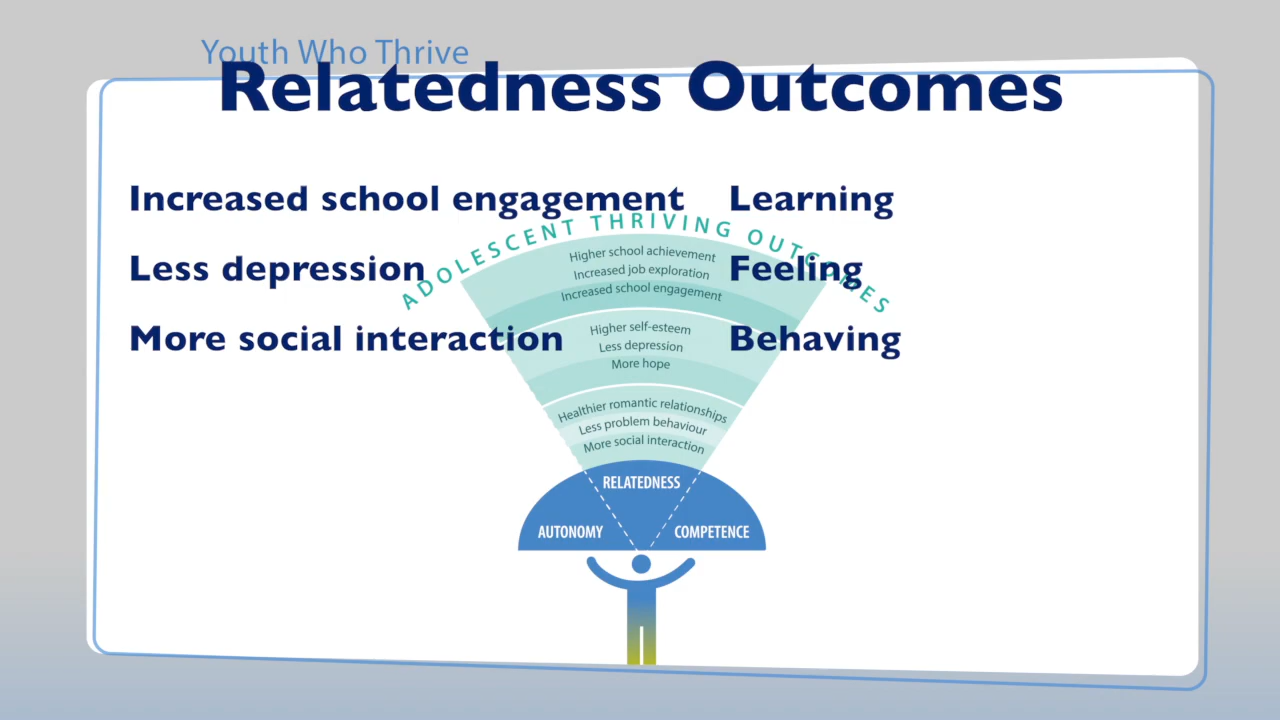 Youth Who Thrive
Relatedness Outcomes
Increased school engagement Learning
Less depression Feeling
More social interaction Behaving
ADOLESCENT THRIVING OUTCOMES
Higher school achievement
Increased job exploration
Increased school engagement
Higher self-esteem
Less depression
More hope
Healthier romantic relationships
Less problem behaviour
More social interaction
RELATEDNESS
AUTONOMY COMPETENCE